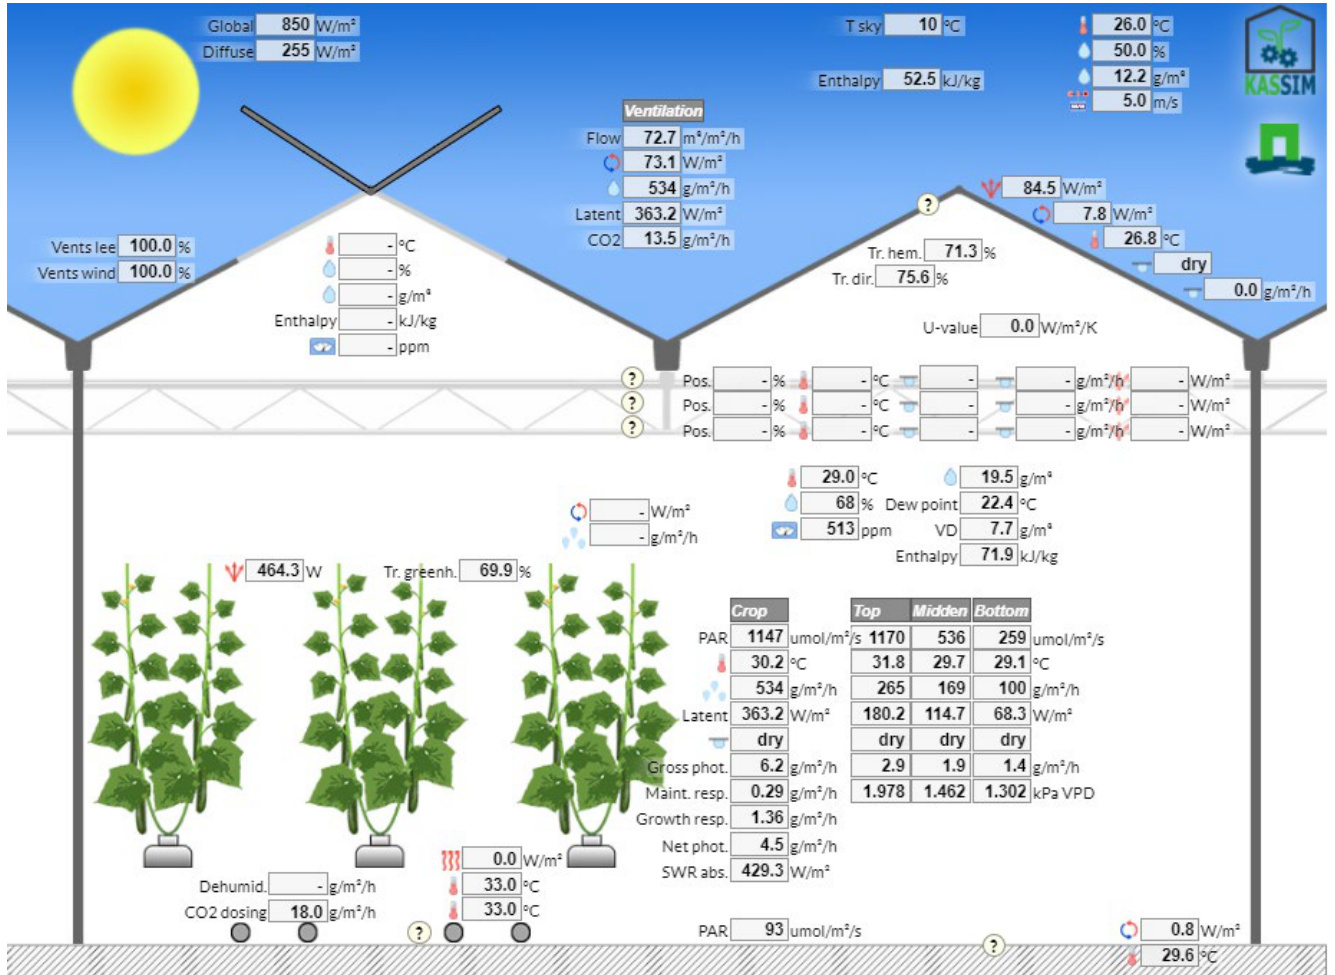 Global 850 W/m²
Diffuse 255 W/m²
T sky 10 °C
Enthalpy 52.5 kJ/kg
26.0 °C
50.0 %
12.2 g/m³
5.0 m/s
KASSIM
Ventilation
Flow 72.7 m³/m²/h
73.1 W/m²
534 g/m²/h
Latent 363.2 W/m²
CO2 13.5 g/m²/h
Vents lee 100.0 %
Vents wind 100.0 %
- °C
- %
- g/m³
Enthalpy - kJ/kg
- ppm
? 84.5 W/m²
7.8 W/m²
26.8 °C
dry
0.0 g/m²/h
Tr. hem. 71.3 %
Tr. dir. 75.6 %
U-value 0.0 W/m²/K
? Pos. - % - °C - - g/m²/h - W/m²
? Pos. - % - °C - - g/m²/h - W/m²
? Pos. - % - °C - - g/m²/h - W/m²
29.0 °C 19.5 g/m³
68 % Dew point 22.4 °C
513 ppm VD 7.7 g/m³
Enthalpy 71.9 kJ/kg
- W/m²
- g/m²/h
464.3 W Tr. greenh. 69.9 %
Crop Top Midden Bottom
PAR 1147 umol/m²/s 1170 536 259 umol/m²/s
30.2 °C 31.8 29.7 29.1 °C
534 g/m²/h 265 169 100 g/m²/h
Latent 363.2 W/m² 180.2 114.7 68.3 W/m²
dry dry dry dry
Gross phot. 6.2 g/m²/h 2.9 1.9 1.4 g/m²/h
Maint. resp. 0.29 g/m²/h 1.978 1.462 1.302 kPa VPD
Growth resp. 1.36 g/m²/h
Net phot. 4.5 g/m²/h
SWR abs. 429.3 W/m²
0.0 W/m²
33.0 °C
33.0 °C
Dehumid. - g/m²/h
CO2 dosing 18.0 g/m²/h
?
PAR 93 umol/m²/s
?
0.8 W/m²
29.6 °C